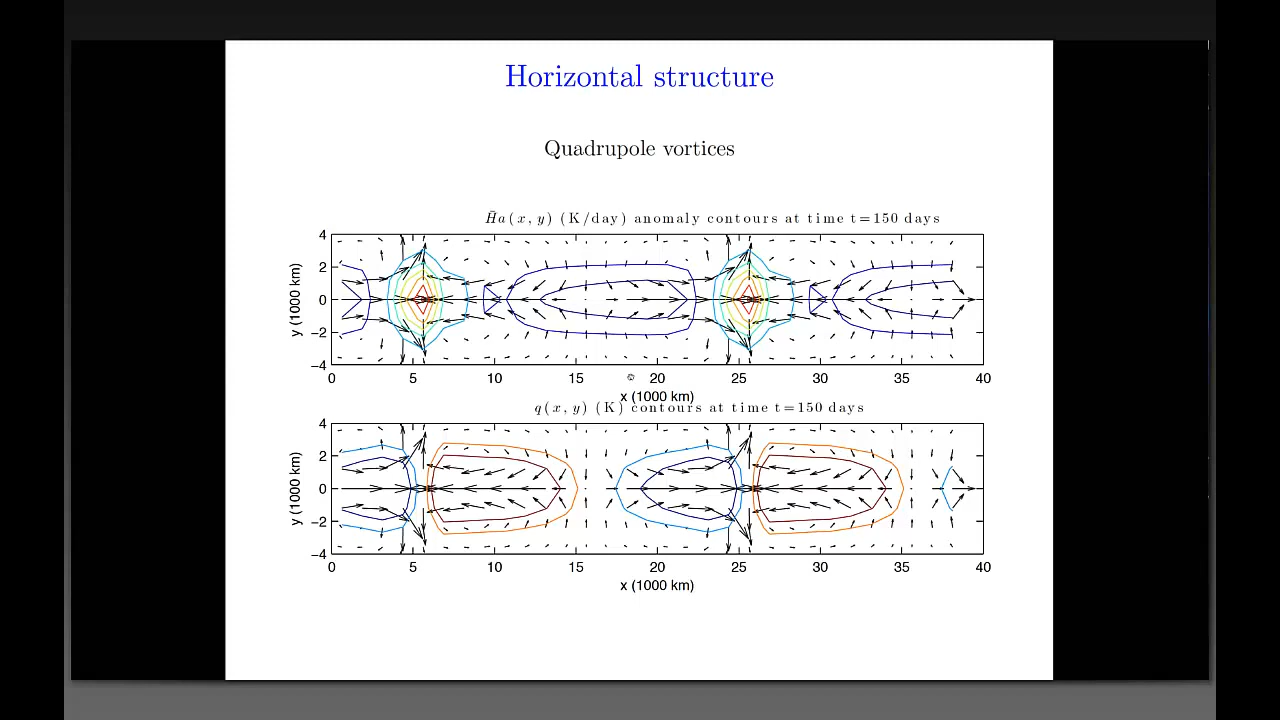 Horizontal structure
Quadrupole vortices
H̄a(x, y) (K/day) anomaly contours at time t=150 days
4
2
0
−2
−4
y (1000 km)
0 5 10 15 20 25 30 35 40
x (1000 km)
q(x, y) (K) contours at time t=150 days
4
2
0
−2
−4
y (1000 km)
0 5 10 15 20 25 30 35 40
x (1000 km)